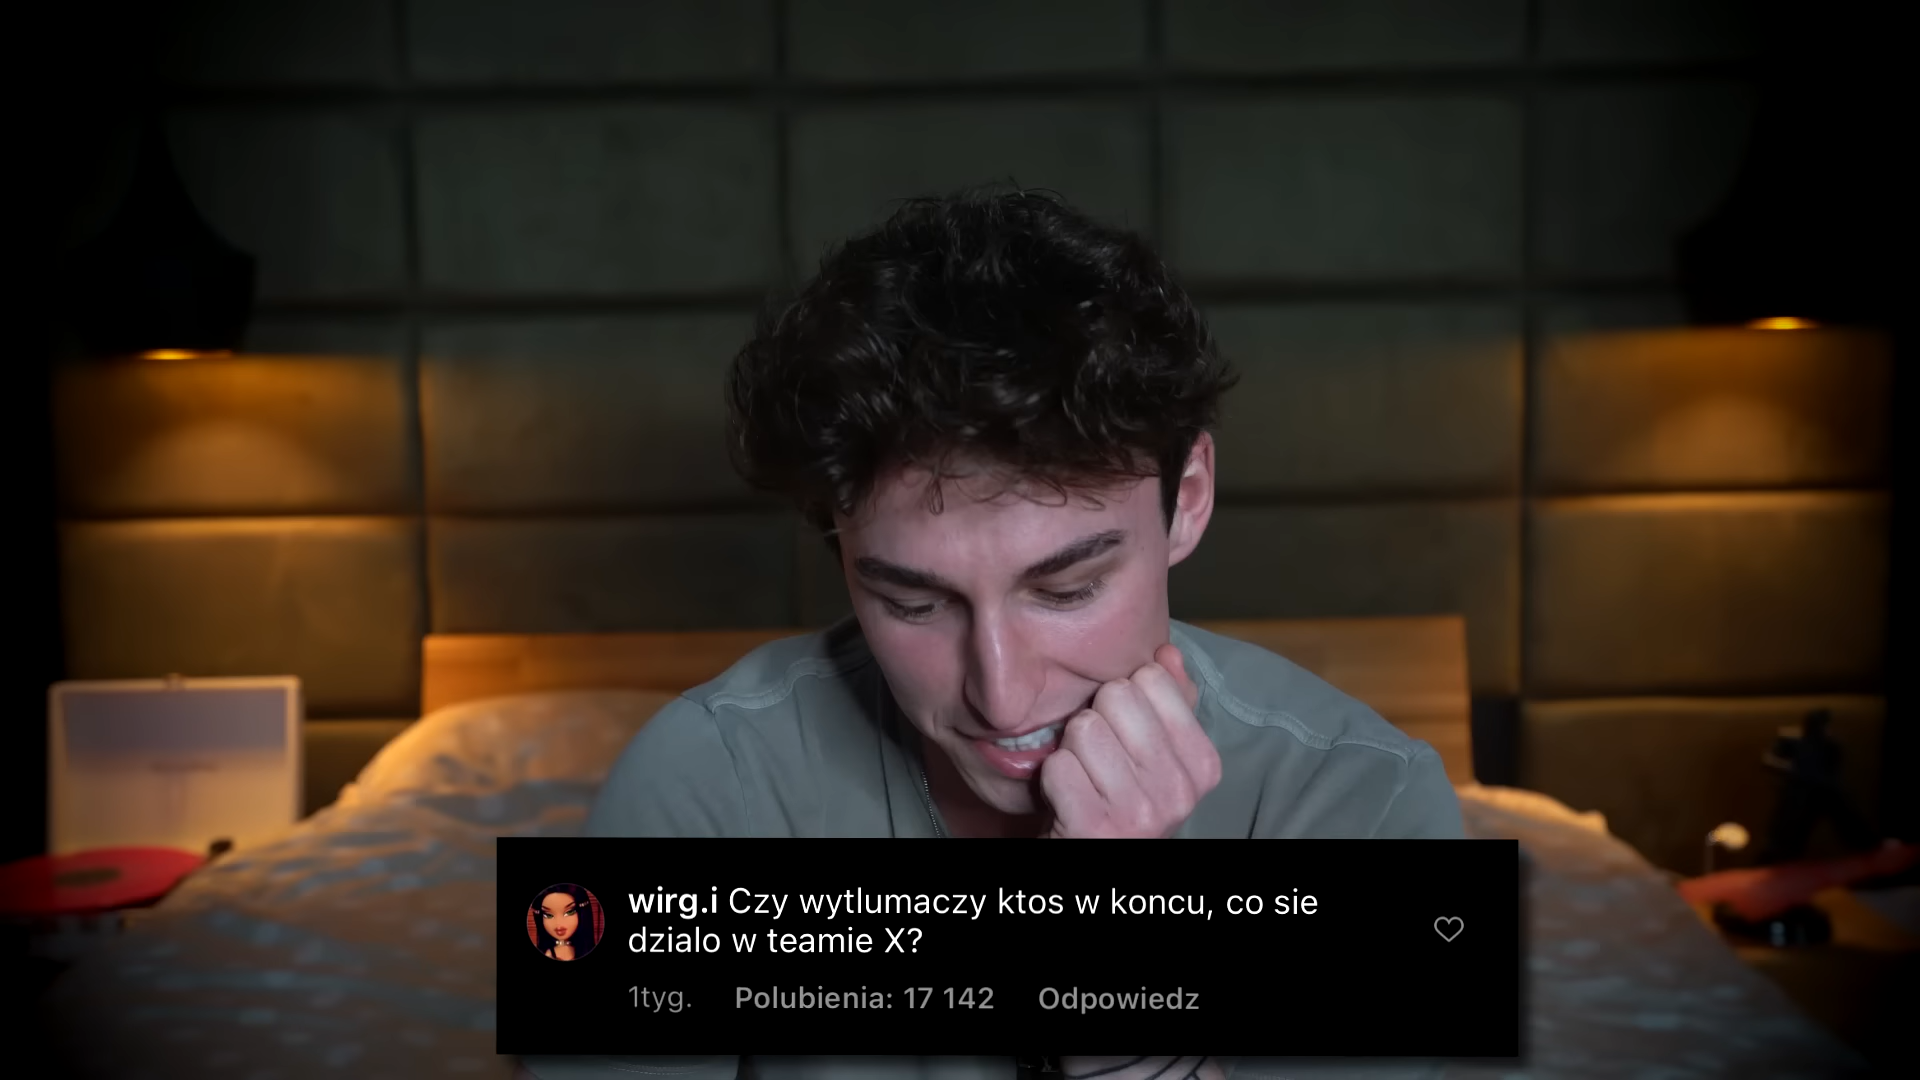 wirg.i Czy wytlumaczy ktos w koncu, co sie
dzialo w teamie X?
1tyg. Polubienia: 17 142 Odpowiedz